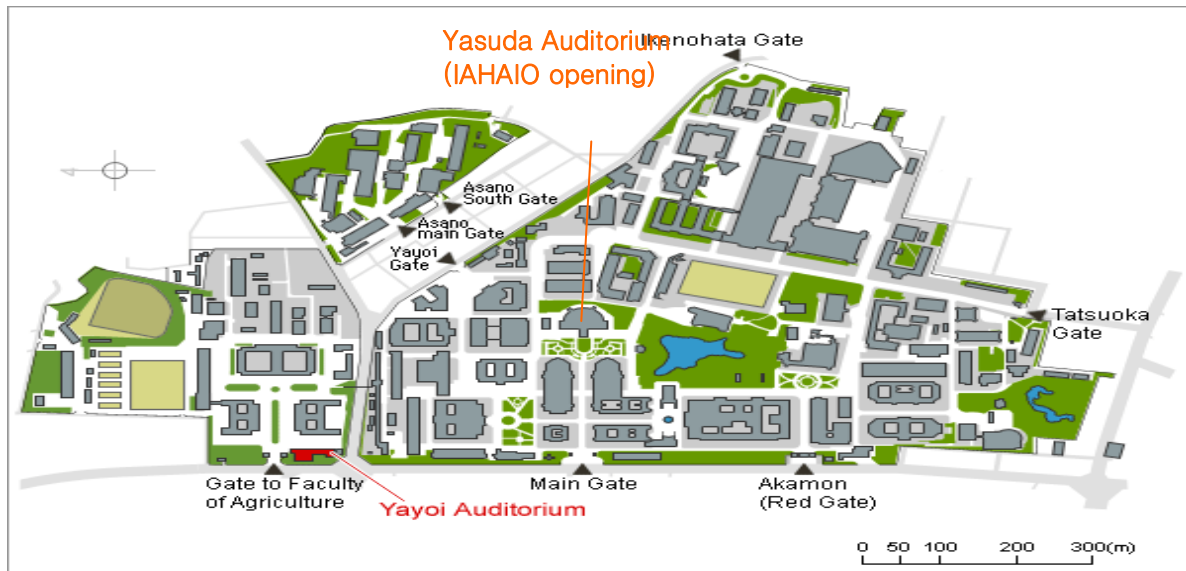 Yasuda Auditorium
(IAHAIO opening)
Ikenohata Gate
Asano
South Gate
Asano
main Gate
Yayoi
Gate
Tatsuoka
Gate
Gate to Faculty
of Agriculture
Yayoi Auditorium
Main Gate
Akamon
(Red Gate)
0 50 100 200 300(m)